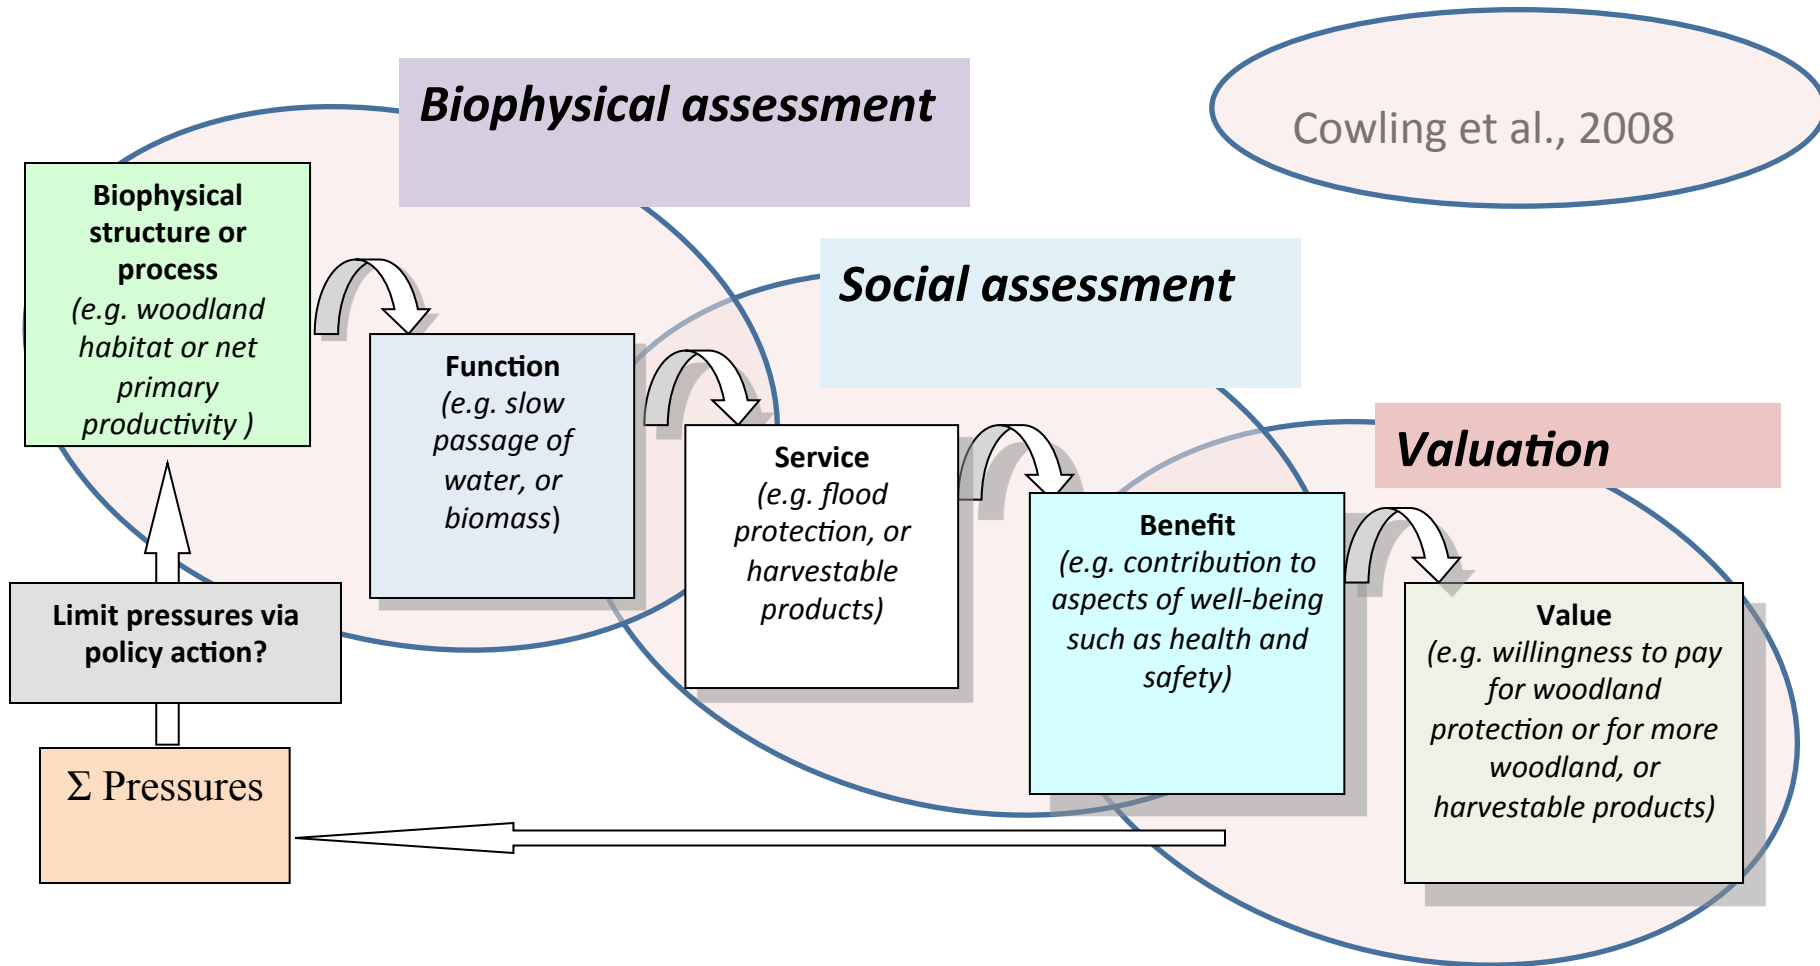 Biophysical assessment
Cowling et al., 2008
Biophysical
structure or
process
(e.g. woodland
habitat or net
primary
productivity )
Social assessment
Function
(e.g. slow
passage of
water, or
biomass)
Service
(e.g. flood
protection, or
harvestable
products)
Valuation
Benefit
(e.g. contribution to
aspects of well-being
such as health and
safety)
Value
(e.g. willingness to pay
for woodland
protection or for more
woodland, or
harvestable products)
Limit pressures via
policy action?
Σ Pressures